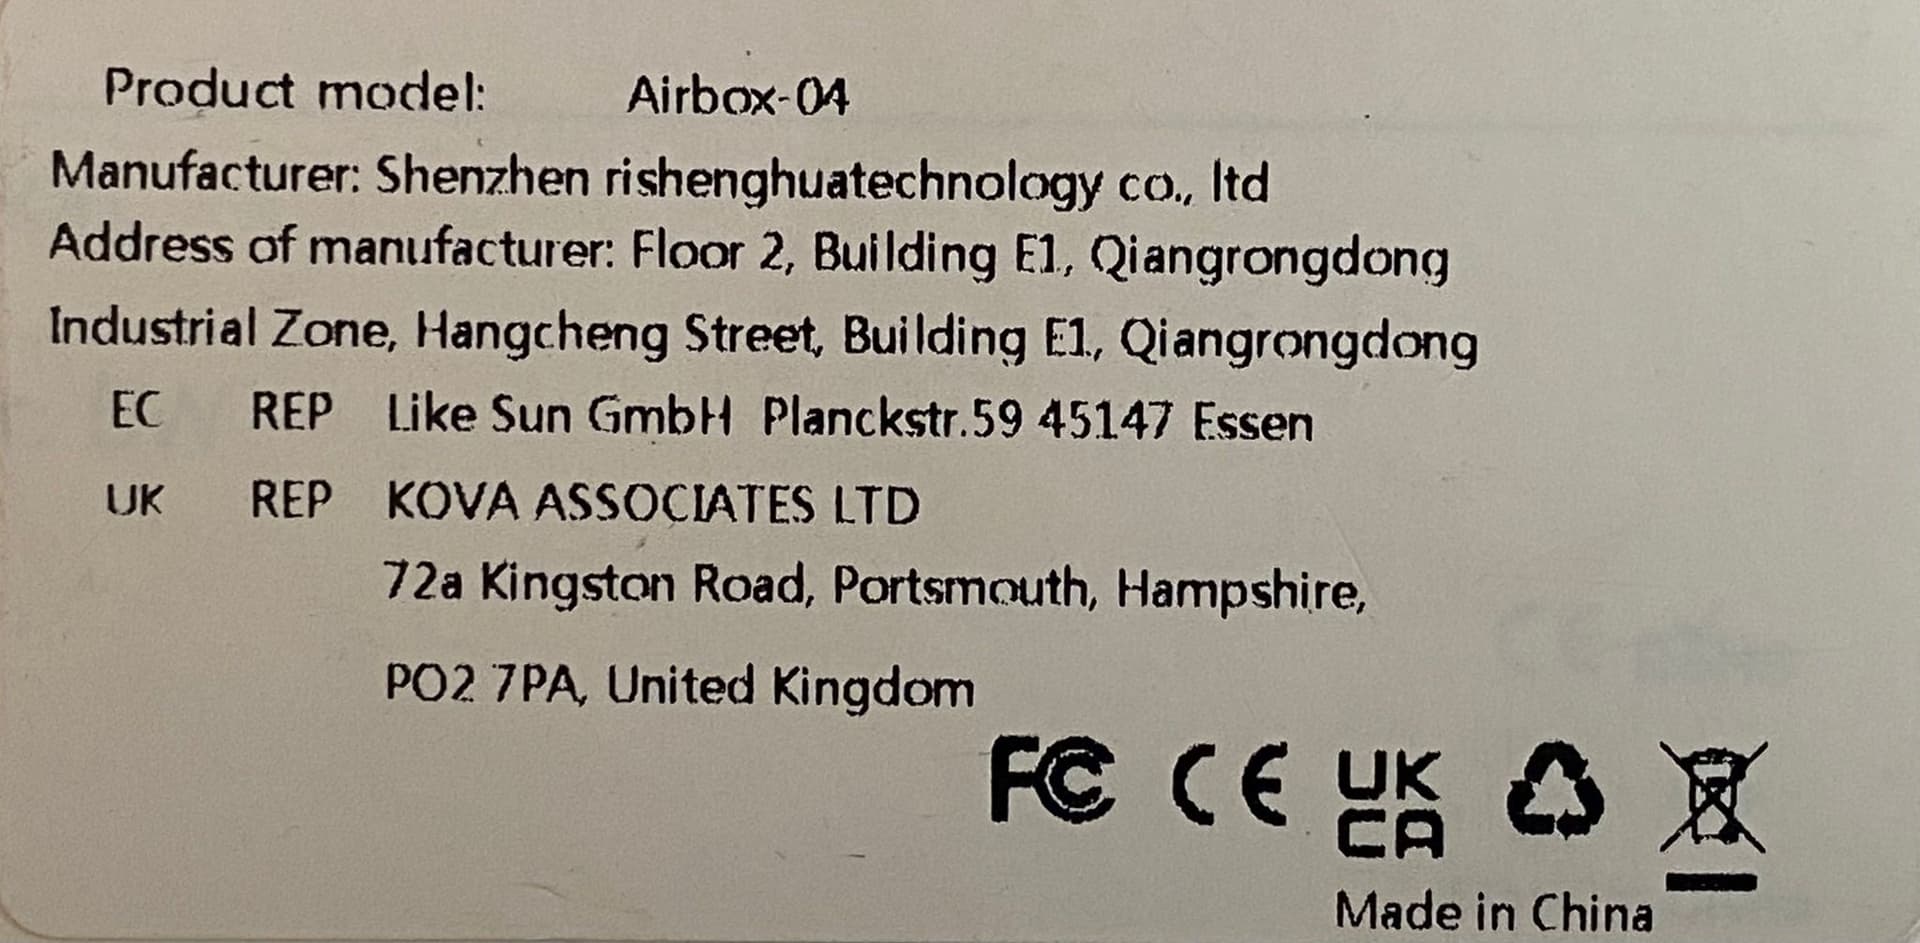 Product model: Airbox-04
Manufacturer: Shenzhen rishenghuatechnology co., ltd
Address of manufacturer: Floor 2, Building E1, Qiangrongdong
Industrial Zone, Hangcheng Street, Building E1, Qiangrongdong
EC REP Like Sun GmbH Planckstr.59 45147 Essen
UK REP KOVA ASSOCIATES LTD
72a Kingston Road, Portsmouth, Hampshire,
PO2 7PA, United Kingdom
FC CE UK
CA
Made in China